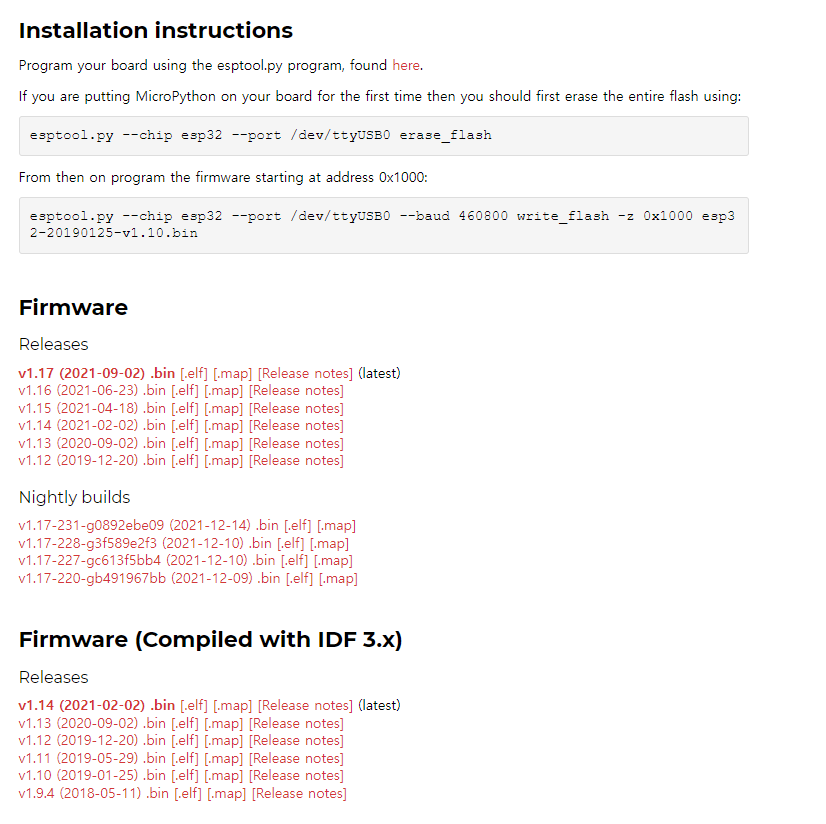 Installation instructions
Program your board using the esptool.py program, found here.
If you are putting MicroPython on your board for the first time then you should first erase the entire flash using:
esptool.py --chip esp32 --port /dev/ttyUSB0 erase_flash
From then on program the firmware starting at address 0x1000:
esptool.py --chip esp32 --port /dev/ttyUSB0 --baud 460800 write_flash -z 0x1000 esp3
2-20190125-v1.10.bin
Firmware
Releases
v1.17 (2021-09-02) .bin [.elf] [.map] [Release notes] (latest)
v1.16 (2021-06-23) .bin [.elf] [.map] [Release notes]
v1.15 (2021-04-18) .bin [.elf] [.map] [Release notes]
v1.14 (2021-02-02) .bin [.elf] [.map] [Release notes]
v1.13 (2020-09-02) .bin [.elf] [.map] [Release notes]
v1.12 (2019-12-20) .bin [.elf] [.map] [Release notes]
Nightly builds
v1.17-231-g0892ebe09 (2021-12-14) .bin [.elf] [.map]
v1.17-228-g3f589e2f3 (2021-12-10) .bin [.elf] [.map]
v1.17-227-gc613f5bb4 (2021-12-10) .bin [.elf] [.map]
v1.17-220-gb491967bb (2021-12-09) .bin [.elf] [.map]
Firmware (Compiled with IDF 3.x)
Releases
v1.14 (2021-02-02) .bin [.elf] [.map] [Release notes] (latest)
v1.13 (2020-09-02) .bin [.elf] [.map] [Release notes]
v1.12 (2019-12-20) .bin [.elf] [.map] [Release notes]
v1.11 (2019-05-29) .bin [.elf] [.map] [Release notes]
v1.10 (2019-01-25) .bin [.elf] [.map] [Release notes]
v1.9.4 (2018-05-11) .bin [.elf] [.map] [Release notes]